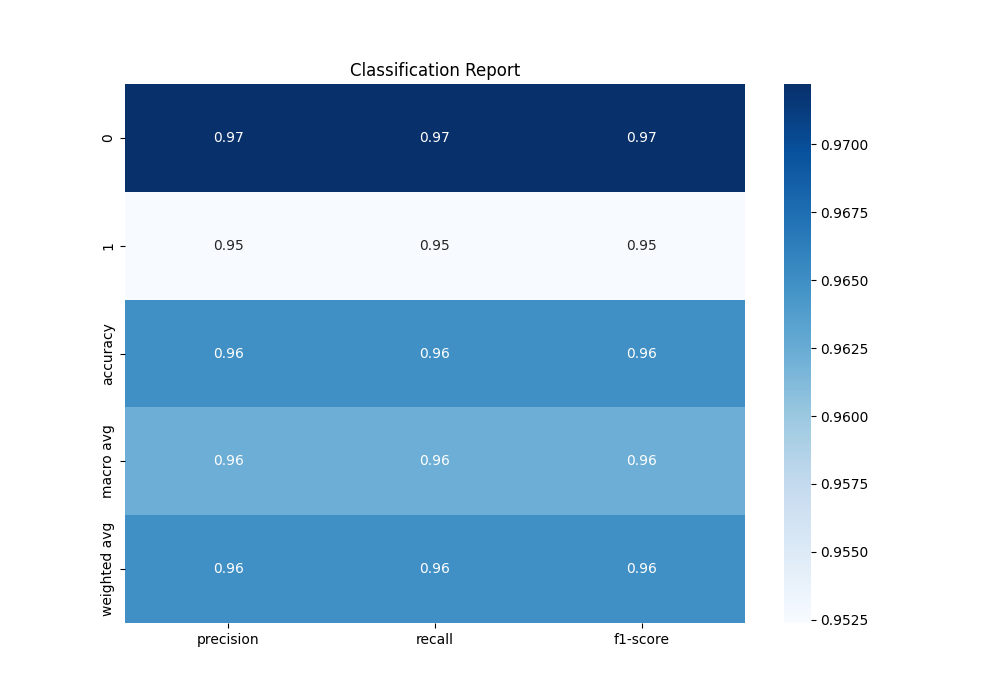 Classification Report
0 0.97 0.97 0.97
1 0.95 0.95 0.95
accuracy 0.96 0.96 0.96
macro avg 0.96 0.96 0.96
weighted avg 0.96 0.96 0.96
precision recall f1-score
0.9700
0.9675
0.9650
0.9625
0.9600
0.9575
0.9550
0.9525